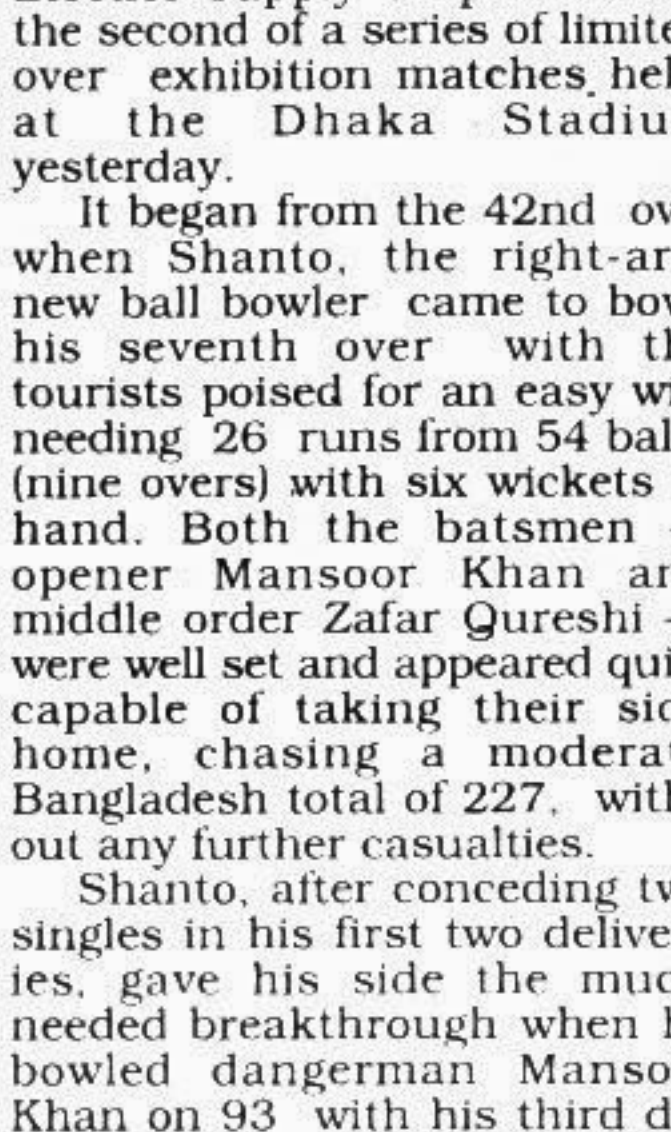 the second of a series of limite
over exhibition matches hel
at the Dhaka Stadiu
yesterday.
It began from the 42nd ov
when Shanto, the right-ar
new ball bowler came to bow
his seventh over with th
tourists poised for an easy wi
needing 26 runs from 54 bal
(nine overs) with six wickets
hand. Both the batsmen -
opener Mansoor Khan an
middle order Zafar Qureshi -
were well set and appeared qui
capable of taking their sid
home, chasing a moderat
Bangladesh total of 227, with
out any further casualties.
Shanto, after conceding tw
singles in his first two delive
ies, gave his side the muc
needed breakthrough when h
bowled dangerman Manso
Khan on 93 with his third d